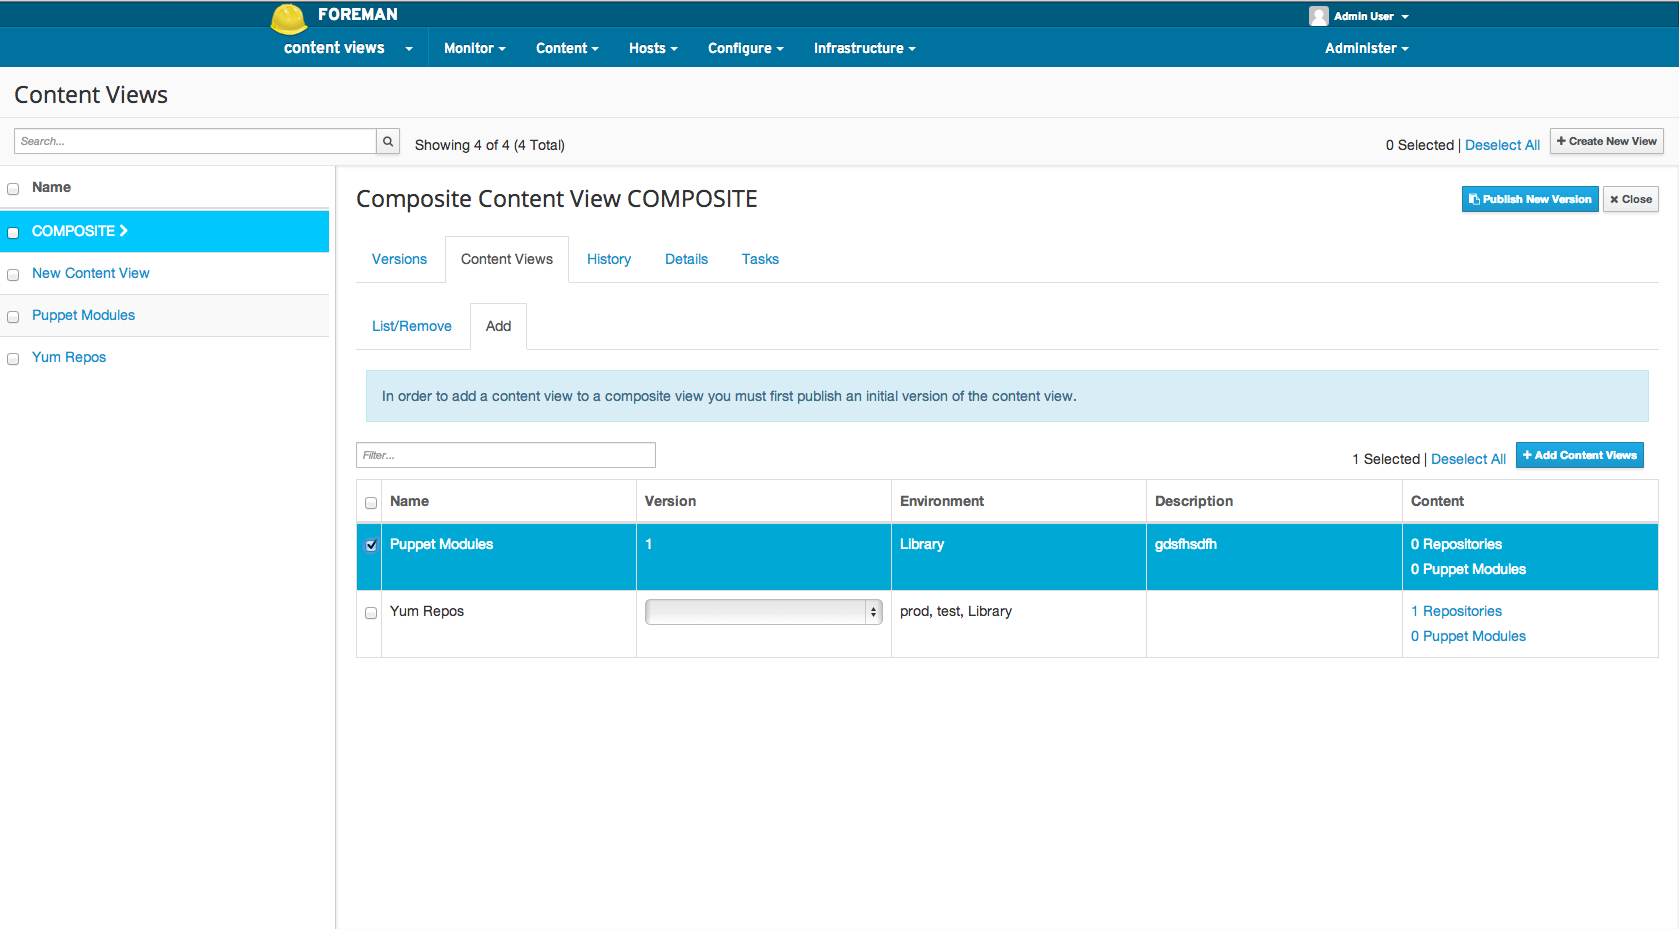 FOREMAN
Admin User
content views
Monitor
Content
Hosts
Configure
Infrastructure
Administer
Content Views
Search...
Showing 4 of 4 (4 Total)
0 Selected | Deselect All
Create New View
Name
COMPOSITE
New Content View
Puppet Modules
Yum Repos
Composite Content View COMPOSITE
Publish New Version
Close
Versions
Content Views
History
Details
Tasks
List/Remove
Add
In order to add a content view to a composite view you must first publish an initial version of the content view.
Filter...
1 Selected | Deselect All
+ Add Content Views
Name Version Environment Description Content
Puppet Modules 1 Library gdsfhsdfh 0 Repositories
0 Puppet Modules
Yum Repos prod, test, Library 1 Repositories
0 Puppet Modules